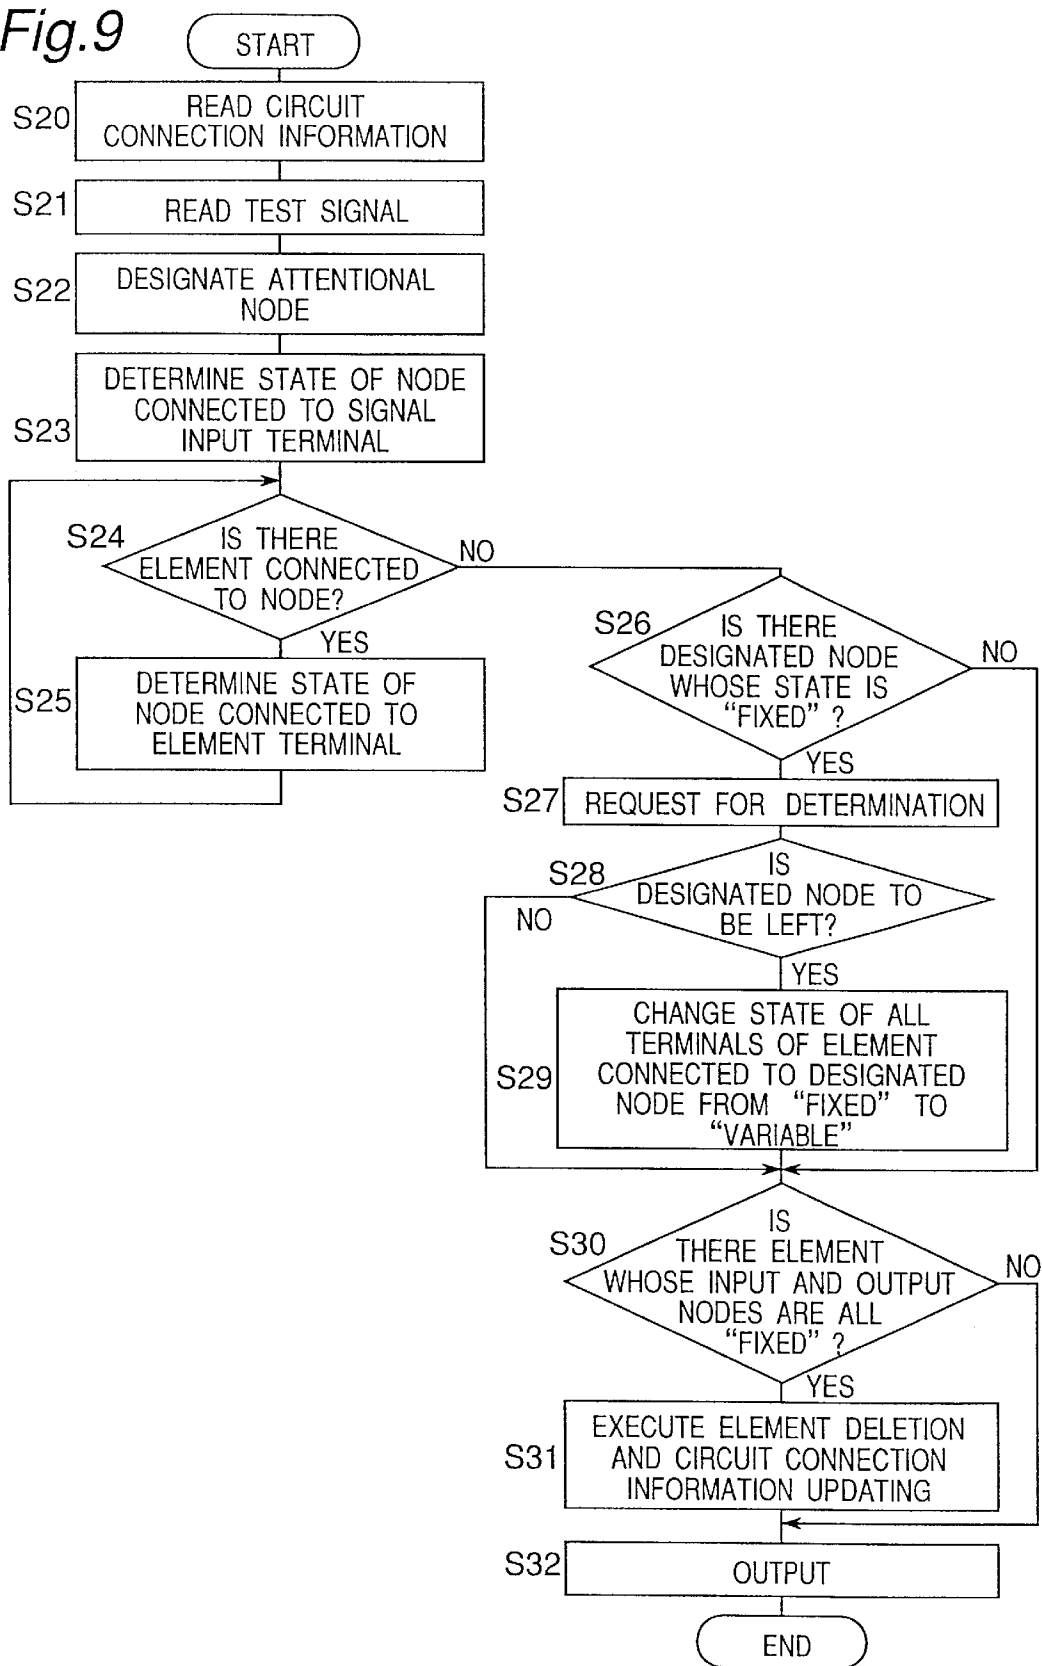 Fig.9
START
S20
READ CIRCUIT
CONNECTION INFORMATION
S21
READ TEST SIGNAL
S22
DESIGNATE ATTENTIONAL
NODE
S23
DETERMINE STATE OF NODE
CONNECTED TO SIGNAL
INPUT TERMINAL
S24
IS THERE
ELEMENT CONNECTED
TO NODE?
NO
YES
S25
DETERMINE STATE OF
NODE CONNECTED TO
ELEMENT TERMINAL
S26
IS THERE
DESIGNATED NODE
WHOSE STATE IS
“FIXED” ?
NO
YES
S27
REQUEST FOR DETERMINATION
S28
IS
DESIGNATED NODE TO
BE LEFT?
NO
YES
S29
CHANGE STATE OF ALL
TERMINALS OF ELEMENT
CONNECTED TO DESIGNATED
NODE FROM “FIXED” TO
“VARIABLE”
S30
IS
THERE ELEMENT
WHOSE INPUT AND OUTPUT
NODES ARE ALL
“FIXED” ?
NO
YES
S31
EXECUTE ELEMENT DELETION
AND CIRCUIT CONNECTION
INFORMATION UPDATING
S32
OUTPUT
END